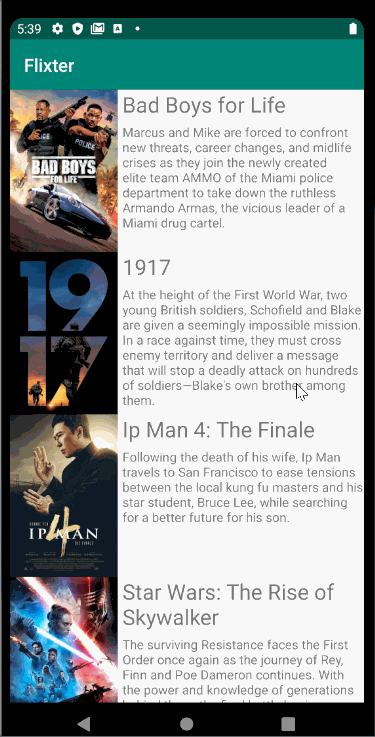 5:39
Flixter
Bad Boys for Life
Marcus and Mike are forced to confront
new threats, career changes, and midlife
crises as they join the newly created
elite team AMMO of the Miami police
department to take down the ruthless
Armando Armas, the vicious leader of a
Miami drug cartel.
POLICE
BAD BOYS
FOR LIFE
1917
At the height of the First World War, two
young British soldiers, Schofield and Blake
are given a seemingly impossible mission.
In a race against time, they must cross
enemy territory and deliver a message
that will stop a deadly attack on hundreds
of soldiers—Blake's own brother among
them.
19
17
Ip Man 4: The Finale
Following the death of his wife, Ip Man
travels to San Francisco to ease tensions
between the local kung fu masters and his
star student, Bruce Lee, while searching
for a better future for his son.
IP MAN
4
Star Wars: The Rise of
Skywalker
The surviving Resistance faces the First
Order once again as the journey of Rey,
Finn and Poe Dameron continues. With
the power and knowledge of generations